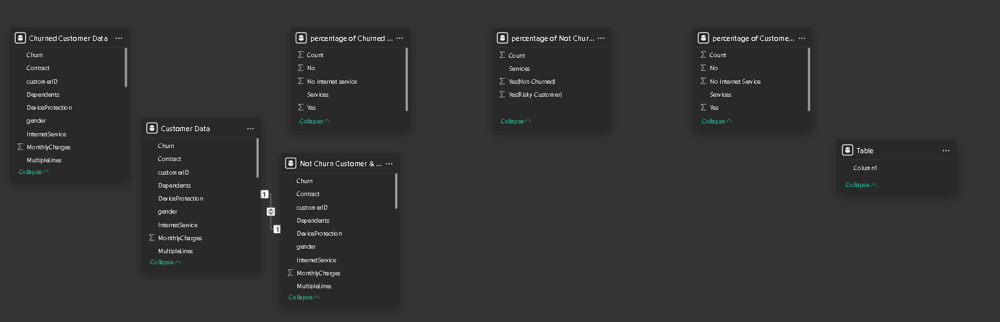 Churned Customer Data ...
Churn
Contract
customerID
Dependents
DeviceProtection
gender
InternetService
∑ MonthlyCharges
MultipleLines
Collapse
Customer Data ...
Churn
Contract
customerID
Dependents
DeviceProtection
gender
InternetService
∑ MonthlyCharges
MultipleLines
Collapse
1
1
percentage of Churned ... ...
∑ Count
∑ No
∑ No internet service
Services
∑ Yes
Collapse
Not Churn Customer & ... ...
Churn
Contract
customerID
Dependents
DeviceProtection
gender
InternetService
∑ MonthlyCharges
MultipleLines
Collapse
percentage of Not Chur... ...
∑ Count
Services
∑ Yes(Not-Churned)
∑ Yes(Risky Customer)
Collapse
percentage of Custome... ...
∑ Count
∑ No
∑ No Internet Service
Services
∑ Yes
Collapse
Table ...
Column1
Collapse